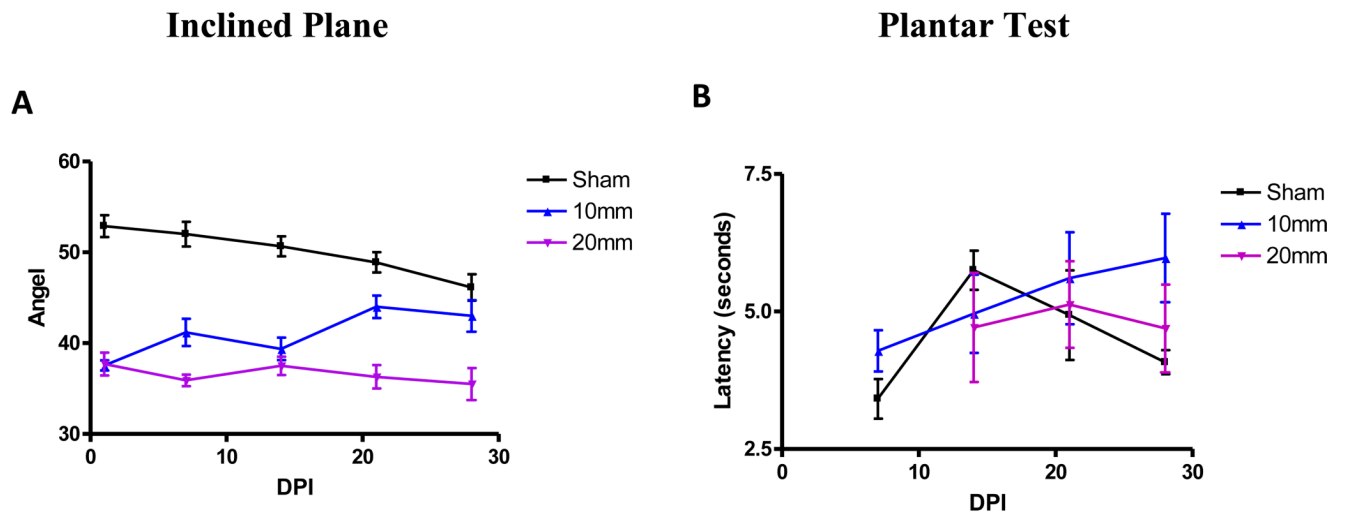 Inclined Plane
Plantar Test
A
B
60
50
40
30
Angel
0
10
20
30
DPI
Sham
10mm
20mm
7.5
5.0
2.5
Latency (seconds)
0
10
20
30
DPI
Sham
10mm
20mm